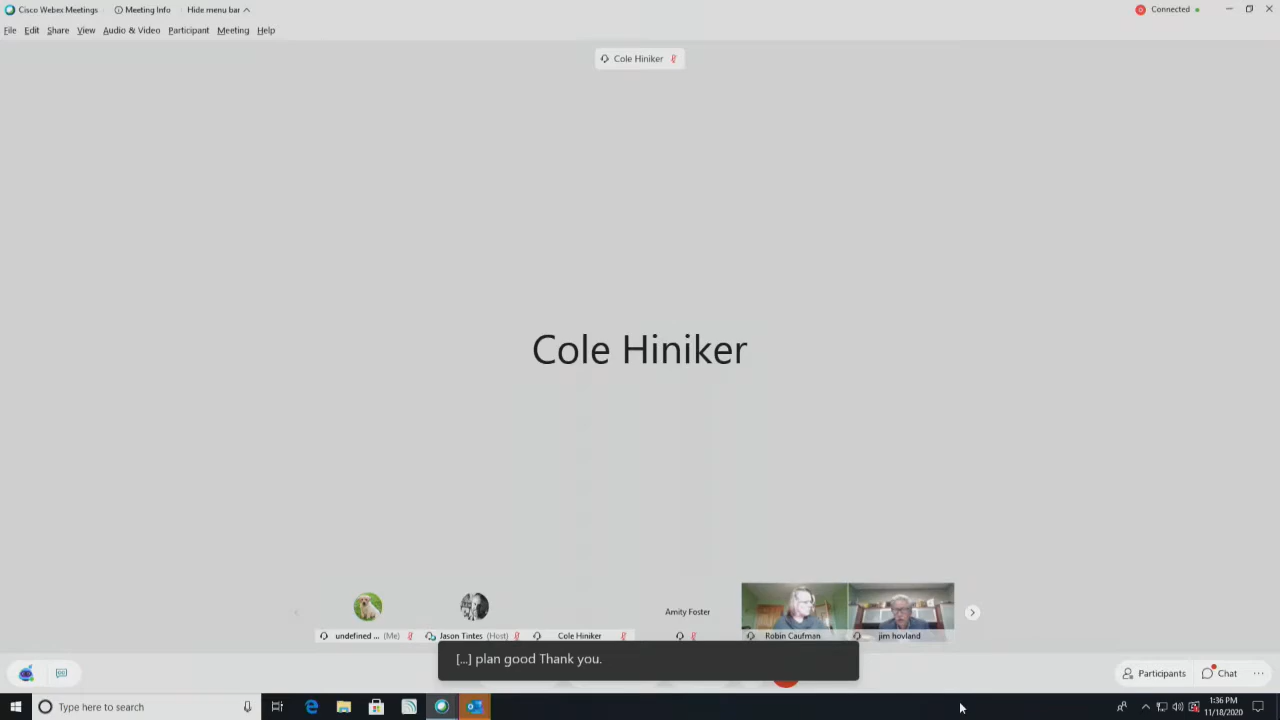 Cisco Webex Meetings Meeting Info Hide menu bar Connected
File Edit Share View Audio & Video Participant Meeting Help
Cole Hiniker
Cole Hiniker
Amity Foster
undefined ... (Me) Jason Tintes (Host) Cole Hiniker Robin Caufman jim hovland
[...] plan good Thank you.
Participants Chat
Type here to search
1:36 PM
11/18/2020